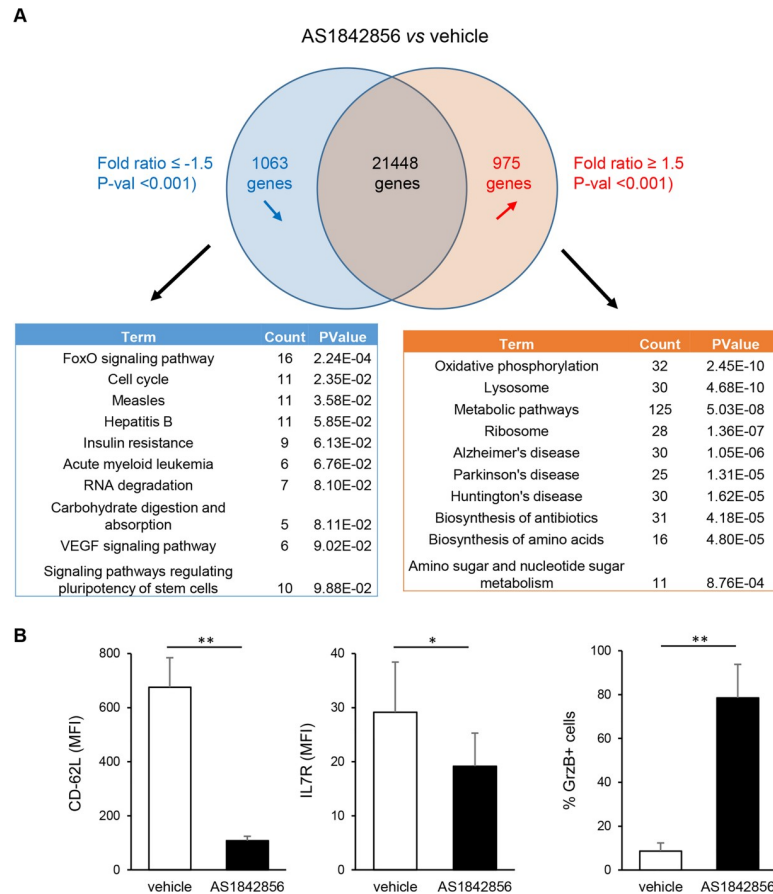 A
AS1842856 vs vehicle
Fold ratio ≤ -1.5
P-val <0.001)
1063
genes
21448
genes
975
genes
Fold ratio ≥ 1.5
P-val <0.001)
Term Count PValue
FoxO signaling pathway 16 2.24E-04
Cell cycle 11 2.35E-02
Measles 11 3.58E-02
Hepatitis B 11 5.85E-02
Insulin resistance 9 6.13E-02
Acute myeloid leukemia 6 6.76E-02
RNA degradation 7 8.10E-02
Carbohydrate digestion and
absorption 5 8.11E-02
VEGF signaling pathway 6 9.02E-02
Signaling pathways regulating
pluripotency of stem cells 10 9.88E-02
Term Count PValue
Oxidative phosphorylation 32 2.45E-10
Lysosome 30 4.68E-10
Metabolic pathways 125 5.03E-08
Ribosome 28 1.36E-07
Alzheimer's disease 30 1.05E-06
Parkinson's disease 25 1.31E-05
Huntington's disease 30 1.62E-05
Biosynthesis of antibiotics 31 4.18E-05
Biosynthesis of amino acids 16 4.80E-05
Amino sugar and nucleotide sugar
metabolism 11 8.76E-04
B
CD-62L (MFI)
800
600
400
200
0
**
vehicle AS1842856
IL7R (MFI)
40
30
20
10
0
*
vehicle AS1842856
% GrzB+ cells
100
80
60
40
20
0
**
vehicle AS1842856